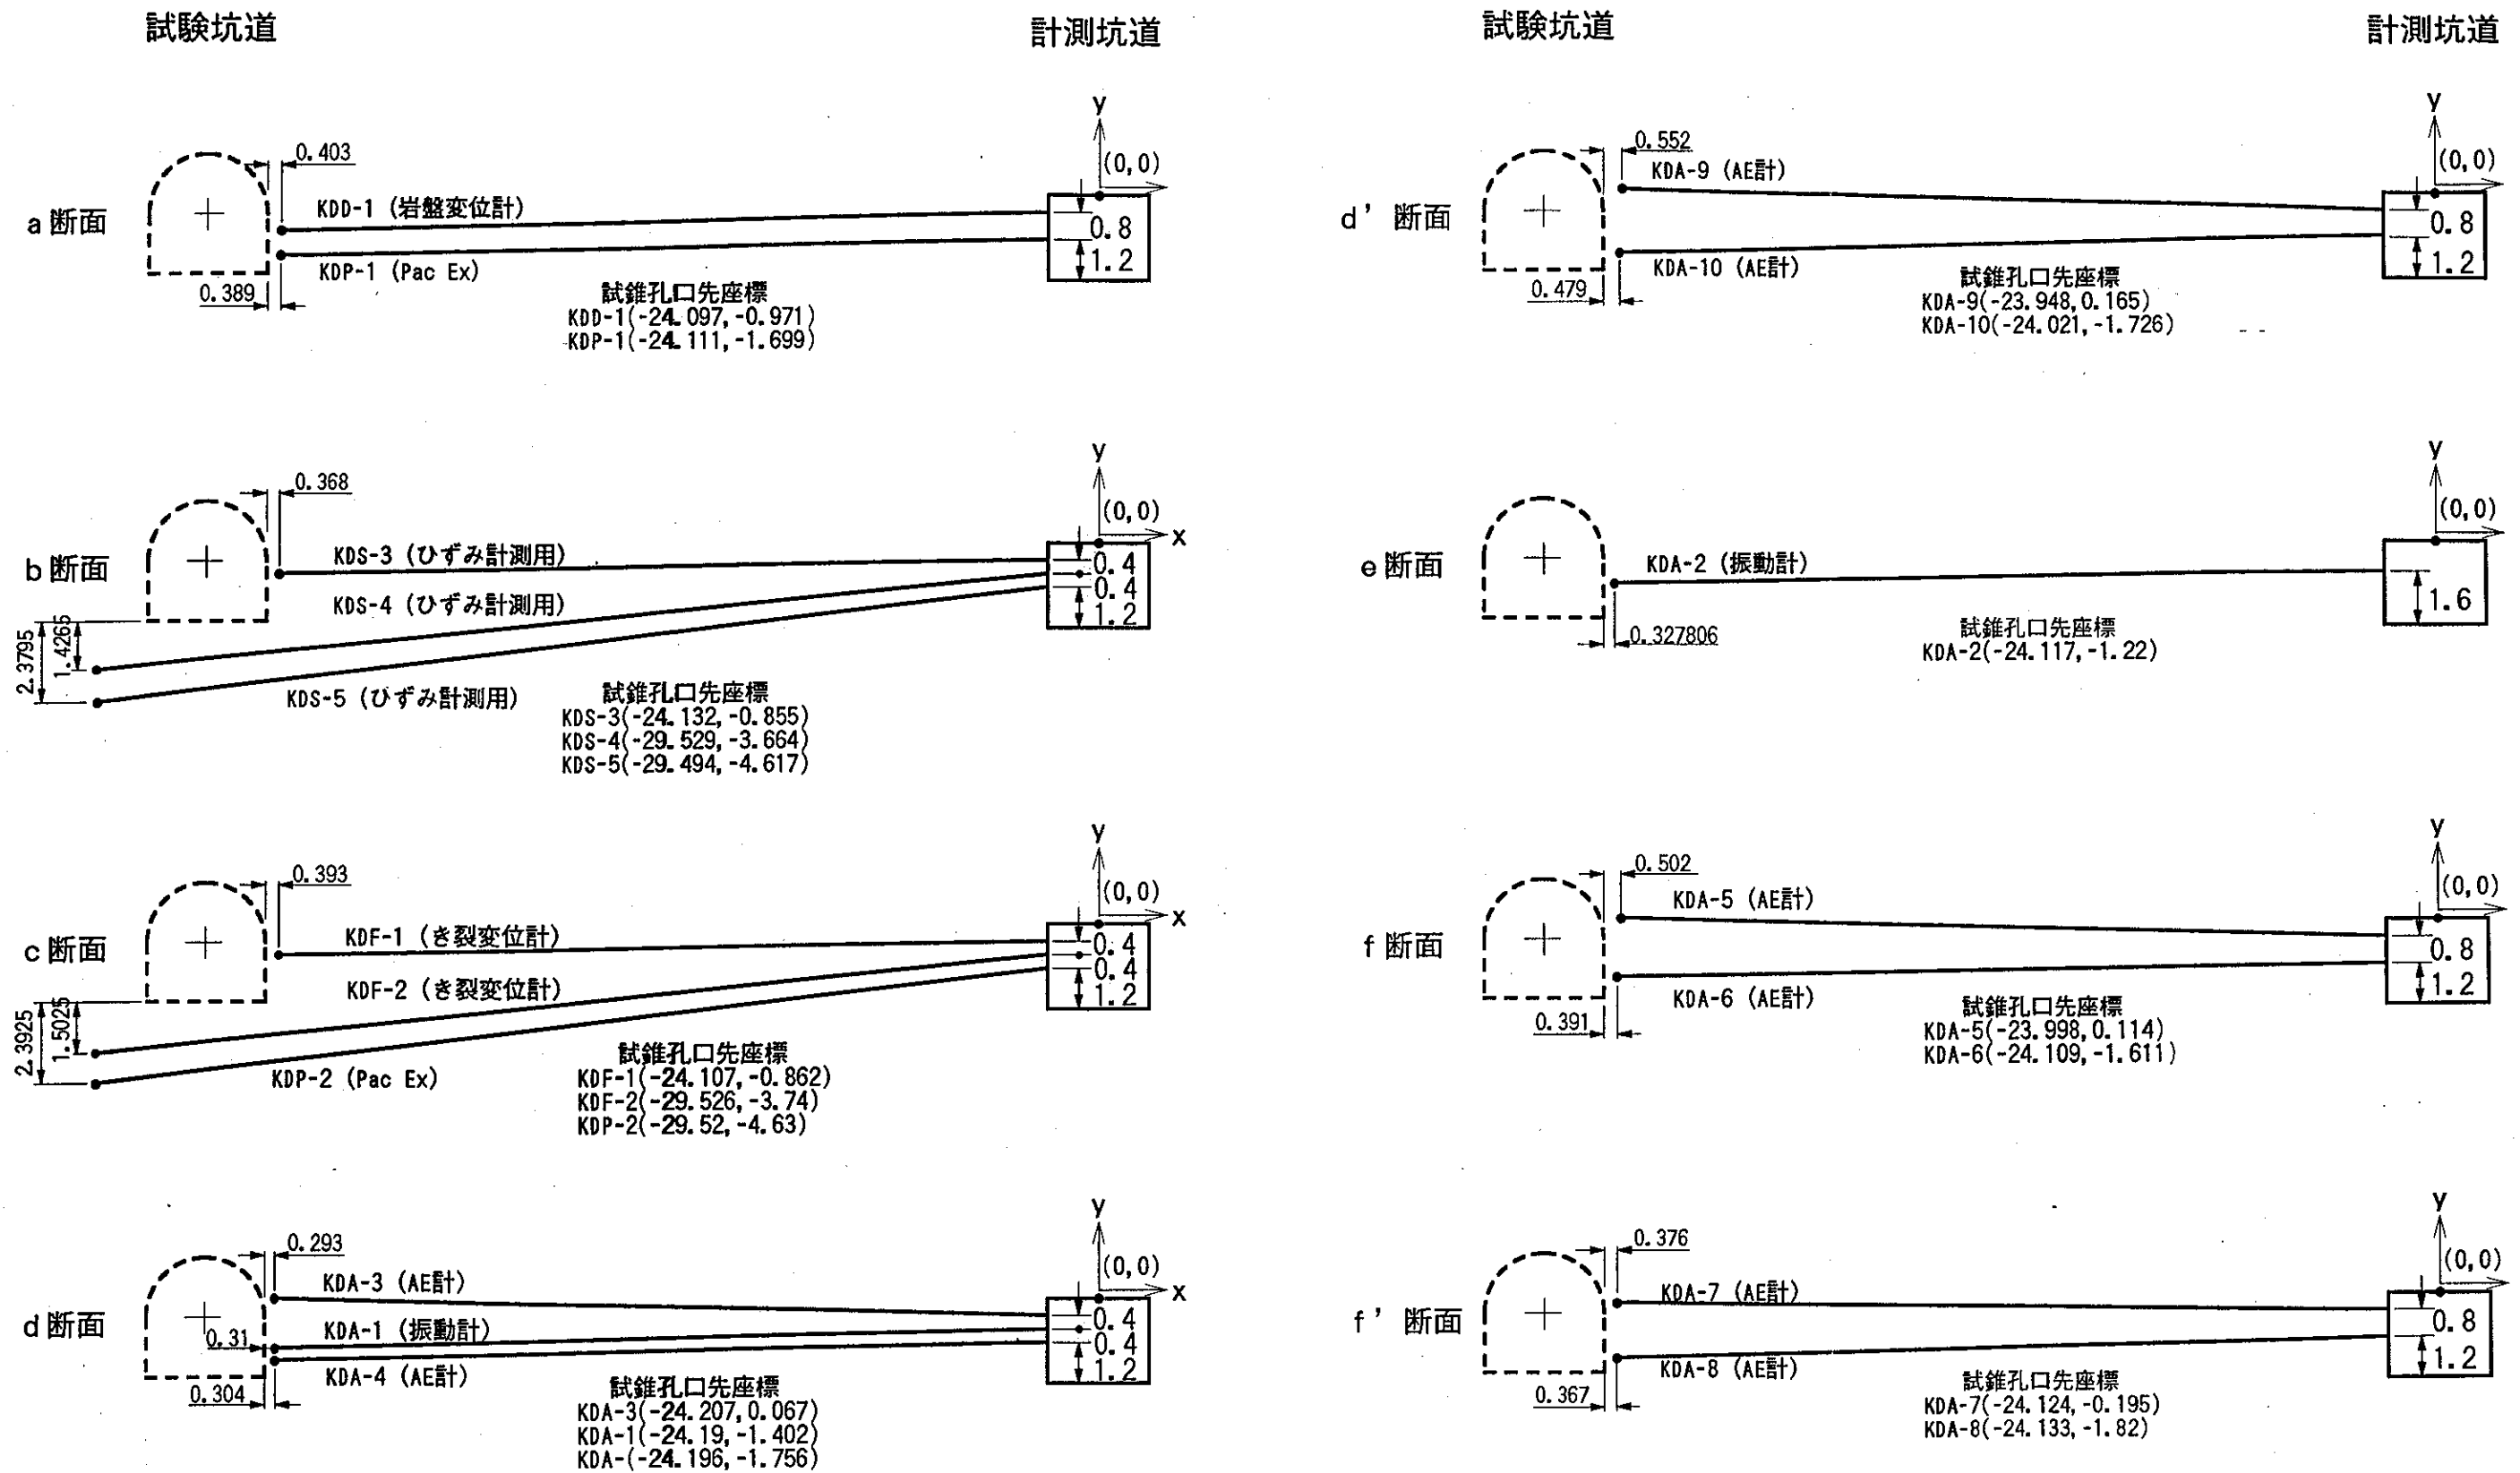 試験坑道
計測坑道
a断面
0.403
KDD-1 (岩盤変位計)
KDP-1 (Pac Ex)
0.389
y
(0,0)
0.8
1.2
試錐孔口先座標
KDD-1(-24.097,-0.971)
KDP-1(-24.111,-1.699)
b断面
0.368
KDS-3 (ひずみ計測用)
KDS-4 (ひずみ計測用)
KDS-5 (ひずみ計測用)
2.3795
1.4265
y
(0,0)
x
0.4
0.4
1.2
試錐孔口先座標
KDS-3(-24.132,-0.855)
KDS-4(-29.529,-3.664)
KDS-5(-29.494,-4.617)
c断面
0.393
KDF-1 (き裂変位計)
KDF-2 (き裂変位計)
KDP-2 (Pac Ex)
2.3925
1.5025
y
(0,0)
x
0.4
0.4
1.2
試錐孔口先座標
KDF-1(-24.107,-0.862)
KDF-2(-29.526,-3.74)
KDP-2(-29.52,-4.63)
d断面
0.293
KDA-3 (AE計)
0.31
KDA-1 (振動計)
KDA-4 (AE計)
0.304
y
(0,0)
x
0.4
0.4
1.2
試錐孔口先座標
KDA-3(-24.207,0.067)
KDA-1(-24.19,-1.402)
KDA-(-24.196,-1.756)
試験坑道
計測坑道
d'断面
0.552
KDA-9 (AE計)
KDA-10 (AE計)
0.479
y
(0,0)
0.8
1.2
試錐孔口先座標
KDA-9(-23.948,0.165)
KDA-10(-24.021,-1.726)
e断面
KDA-2 (振動計)
0.327806
y
(0,0)
1.6
試錐孔口先座標
KDA-2(-24.117,-1.22)
f断面
0.502
KDA-5 (AE計)
KDA-6 (AE計)
0.391
y
(0,0)
0.8
1.2
試錐孔口先座標
KDA-5(-23.998,0.114)
KDA-6(-24.109,-1.611)
f'断面
0.376
KDA-7 (AE計)
KDA-8 (AE計)
0.367
y
(0,0)
0.8
1.2
試錐孔口先座標
KDA-7(-24.124,-0.195)
KDA-8(-24.133,-1.82)